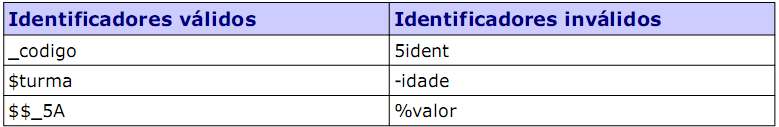 Identificadores válidos Identificadores inválidos
_codigo 5ident
$turma -idade
$$_5A %valor